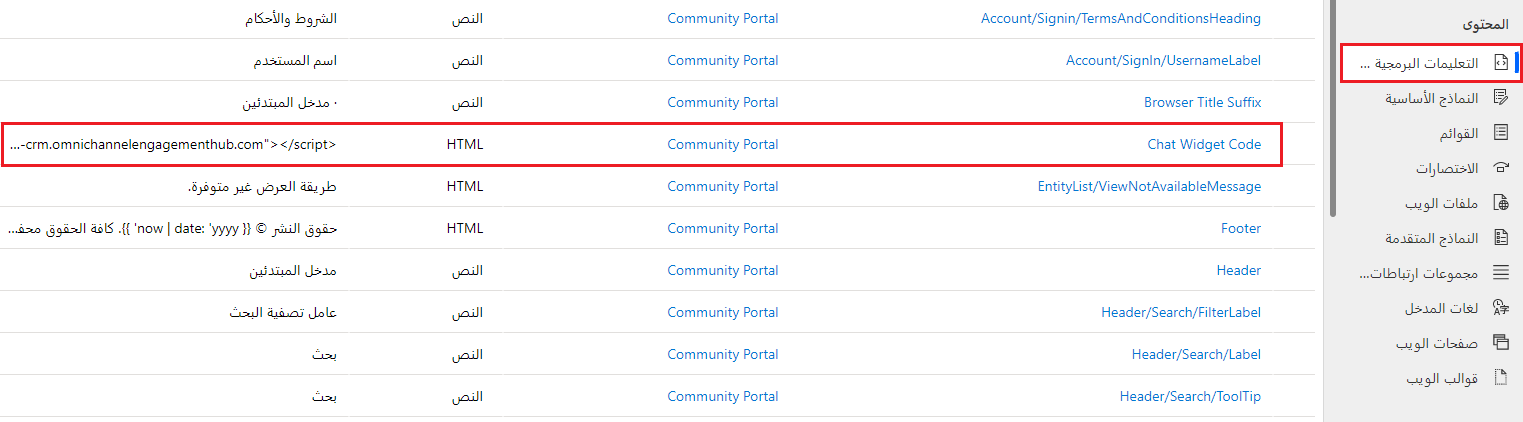 المحتوى
التعليمات البرمجية ...
النماذج الأساسية
القوائم
الاختصارات
ملفات الويب
النماذج المتقدمة
مجموعات ارتباطات...
لغات المدخل
صفحات الويب
قوالب الويب
Account/Signin/TermsAndConditionsHeading Community Portal النص الشروط والأحكام
Account/SignIn/UsernameLabel Community Portal النص اسم المستخدم
Browser Title Suffix Community Portal النص · مدخل المبتدئين
Chat Widget Code Community Portal HTML ...-crm.omnichannelengagementhub.com"></script>
EntityList/ViewNotAvailableMessage Community Portal HTML طريقة العرض غير متوفرة.
Footer Community Portal HTML حقوق النشر © {{ 'now | date: 'yyyy }}. كافة الحقوق محف...
Header Community Portal النص مدخل المبتدئين
Header/Search/FilterLabel Community Portal النص عامل تصفية البحث
Header/Search/Label Community Portal النص بحث
Header/Search/ToolTip Community Portal النص بحث